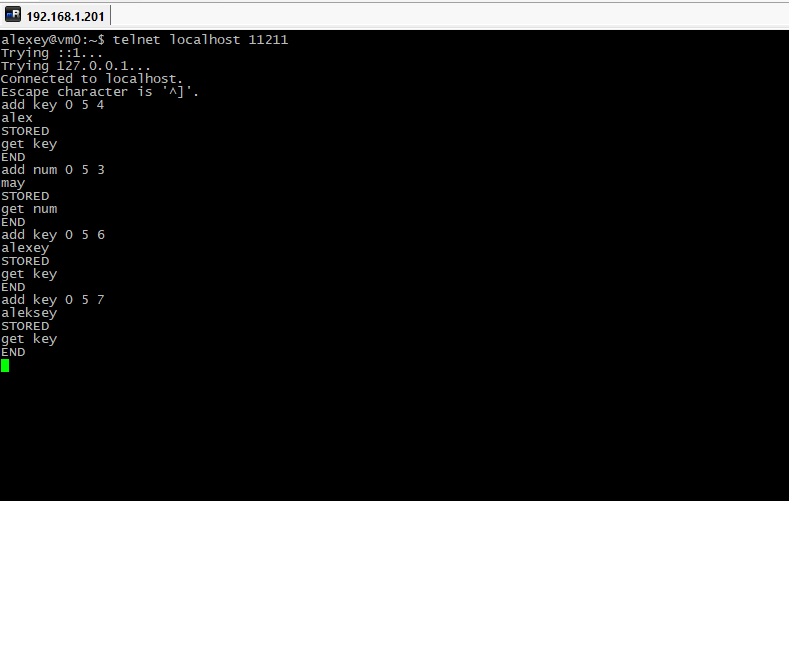 192.168.1.201
alexey@vm0:~$ telnet localhost 11211
Trying ::1...
Trying 127.0.0.1...
Connected to localhost.
Escape character is '^]'.
add key 0 5 4
alex
STORED
get key
END
add num 0 5 3
may
STORED
get num
END
add key 0 5 6
alexey
STORED
get key
END
add key 0 5 7
aleksey
STORED
get key
END